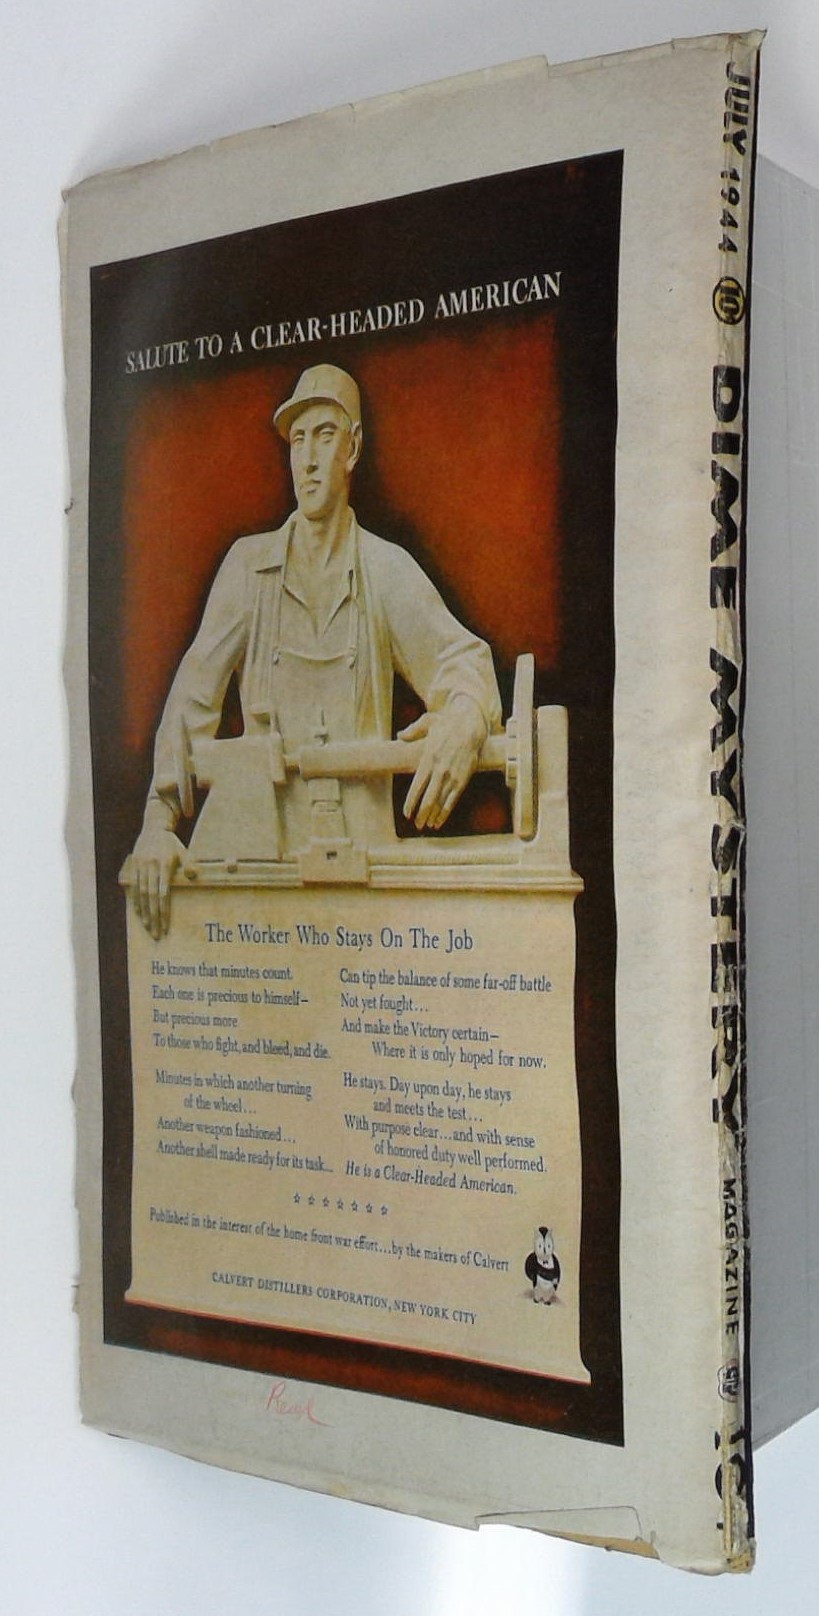 SALUTE TO A CLEAR-HEADED AMERICAN
The Worker Who Stays On The Job
He knows that minutes count.
Each one is precious to himself—
But precious more
To those who fight, and bleed, and die.
Minutes in which another turning
of the wheel...
Another weapon fashioned...
Another shell made ready for its task...
Can tip the balance of some far-off battle
Not yet fought...
And make the Victory certain—
Where it is only hoped for now.
He stays. Day upon day, he stays
and meets the test...
With purpose clear...and with sense
of honored duty well performed.
He is a Clear-Headed American.
☆ ☆ ☆ ☆ ☆ ☆ ☆
Published in the interest of the home front war effort...by the makers of Calvert
CALVERT DISTILLERS CORPORATION, NEW YORK CITY
Read
JULY 1944 10¢ DIME MYSTERY MAGAZINE 10¢